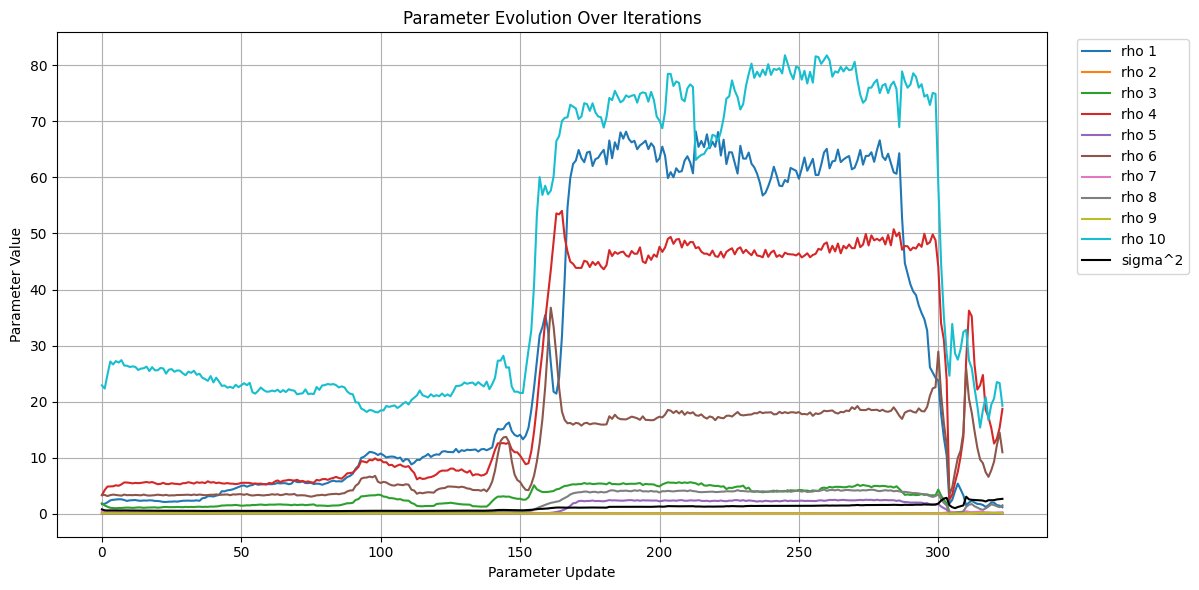 Parameter Evolution Over Iterations
Parameter Value
80
70
60
50
40
30
20
10
0
0
50
100
150
200
250
300
Parameter Update
rho 1
rho 2
rho 3
rho 4
rho 5
rho 6
rho 7
rho 8
rho 9
rho 10
sigma^2